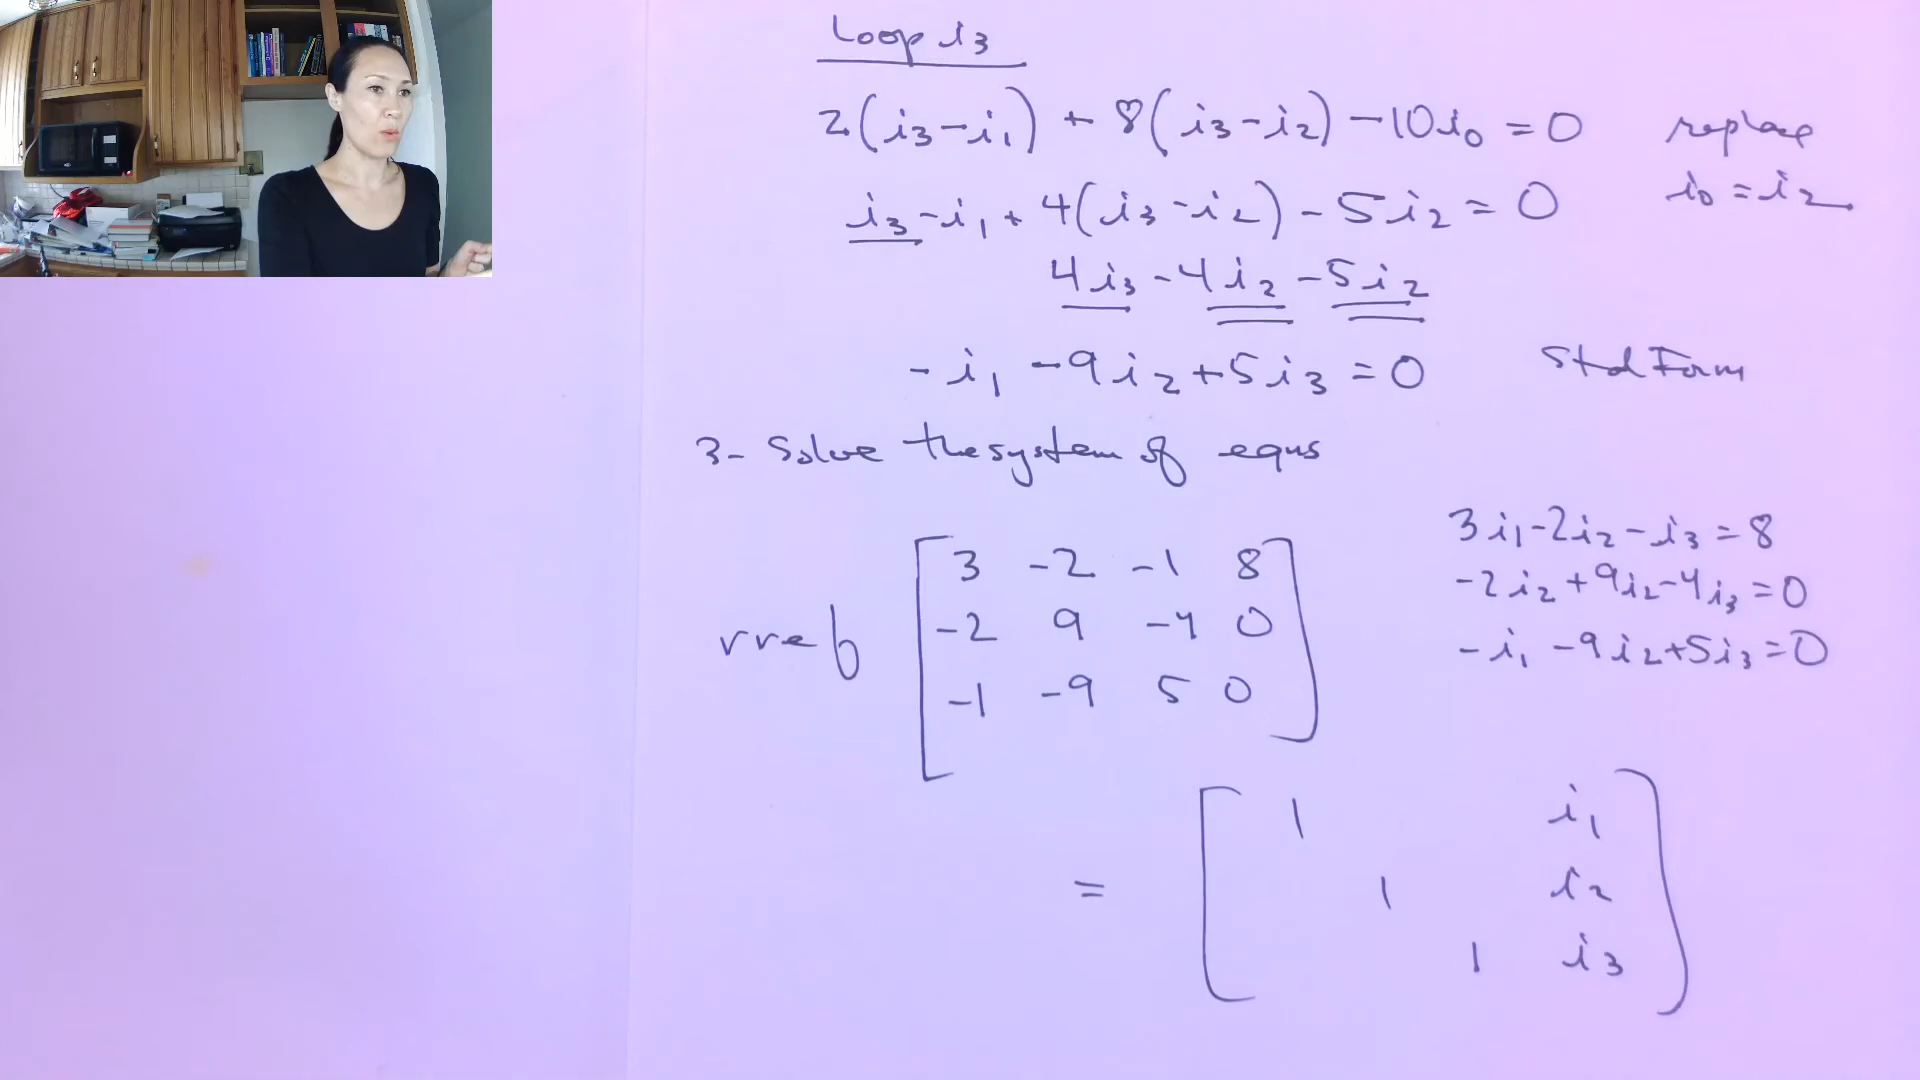 Loop i3
2(i3-i1) + 8(i3-i2) -10i0 = 0 replace
i3-i1 + 4(i3-i2) - 5i2 = 0 i0 = i2
4i3 - 4i2 - 5i2
-i1 -9i2 +5i3 = 0 Std Form
3- Solve the system of equs
3i1-2i2-i3=8
-2i2+9i2-4i3=0
-i1 -9i2+5i3=0
rref
3 -2 -1 8
-2 9 -4 0
-1 -9 5 0
=
1 i1
1 i2
1 i3